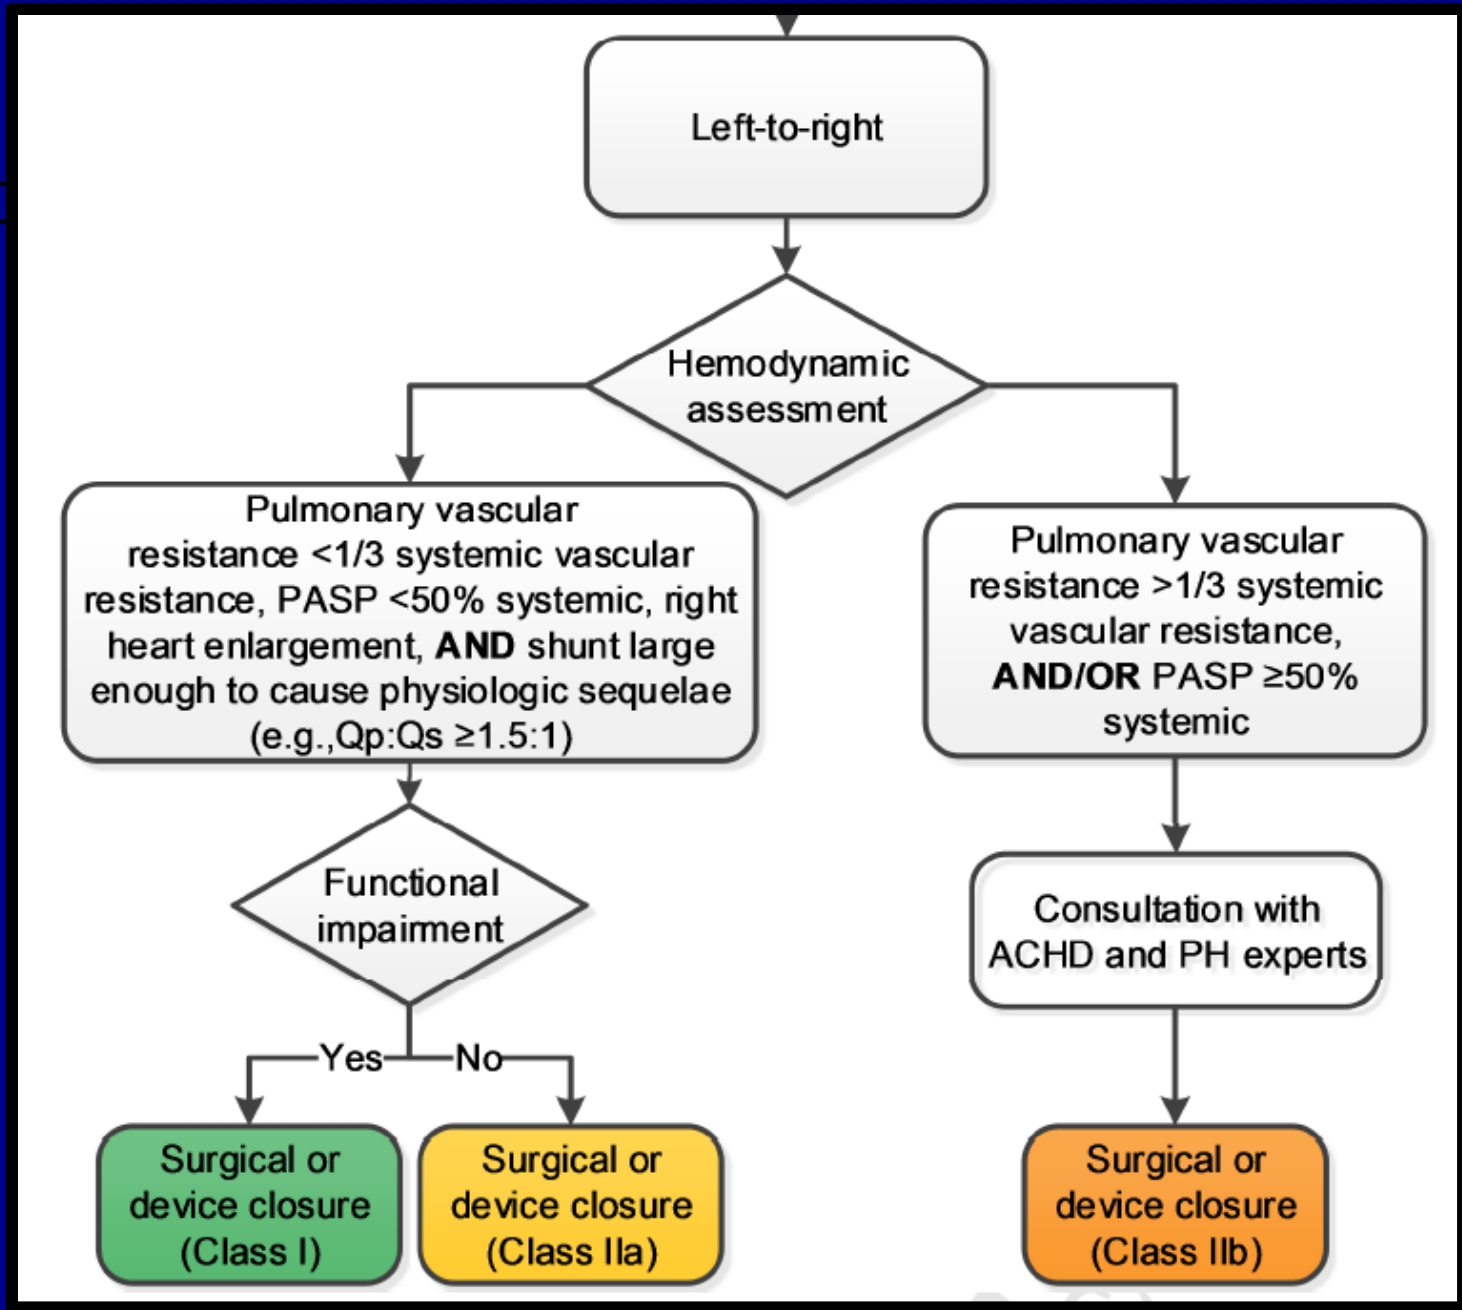 Left-to-right
Hemodynamic
assessment
Pulmonary vascular
resistance <1/3 systemic vascular
resistance, PASP <50% systemic, right
heart enlargement, AND shunt large
enough to cause physiologic sequelae
(e.g.,Qp:Qs ≥1.5:1)
Pulmonary vascular
resistance >1/3 systemic
vascular resistance,
AND/OR PASP ≥50%
systemic
Functional
impairment
Consultation with
ACHD and PH experts
Yes
No
Surgical or
device closure
(Class I)
Surgical or
device closure
(Class IIa)
Surgical or
device closure
(Class IIb)